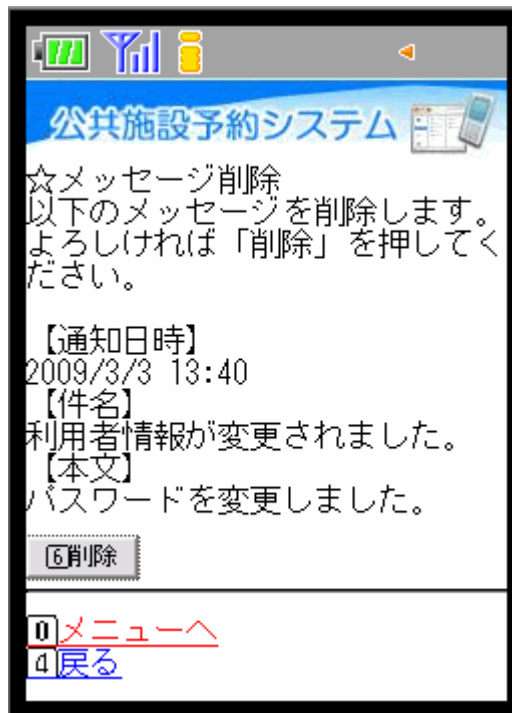 公共施設予約システム
☆メッセージ削除
以下のメッセージを削除します。
よろしければ「削除」を押してく
ださい。
【通知日時】
2009/3/3 13:40
【件名】
利用者情報が変更されました。
【本文】
パスワードを変更しました。
6削除
0メニューへ
4戻る